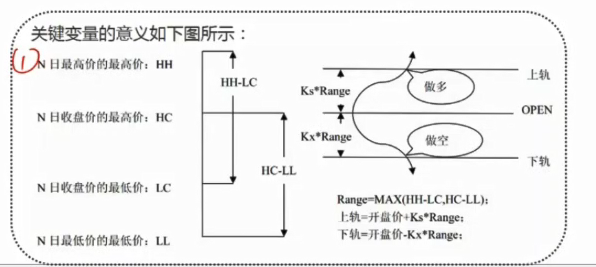 关键变量的意义如下图所示：
① N 日最高价的最高价：HH
N 日收盘价的最高价：HC
N 日收盘价的最低价：LC
N 日最低价的最低价：LL
HH-LC
HC-LL
Ks*Range
Kx*Range
做多
做空
上轨
OPEN
下轨
Range=MAX(HH-LC,HC-LL);
上轨=开盘价+Ks*Range;
下轨=开盘价-Kx*Range;